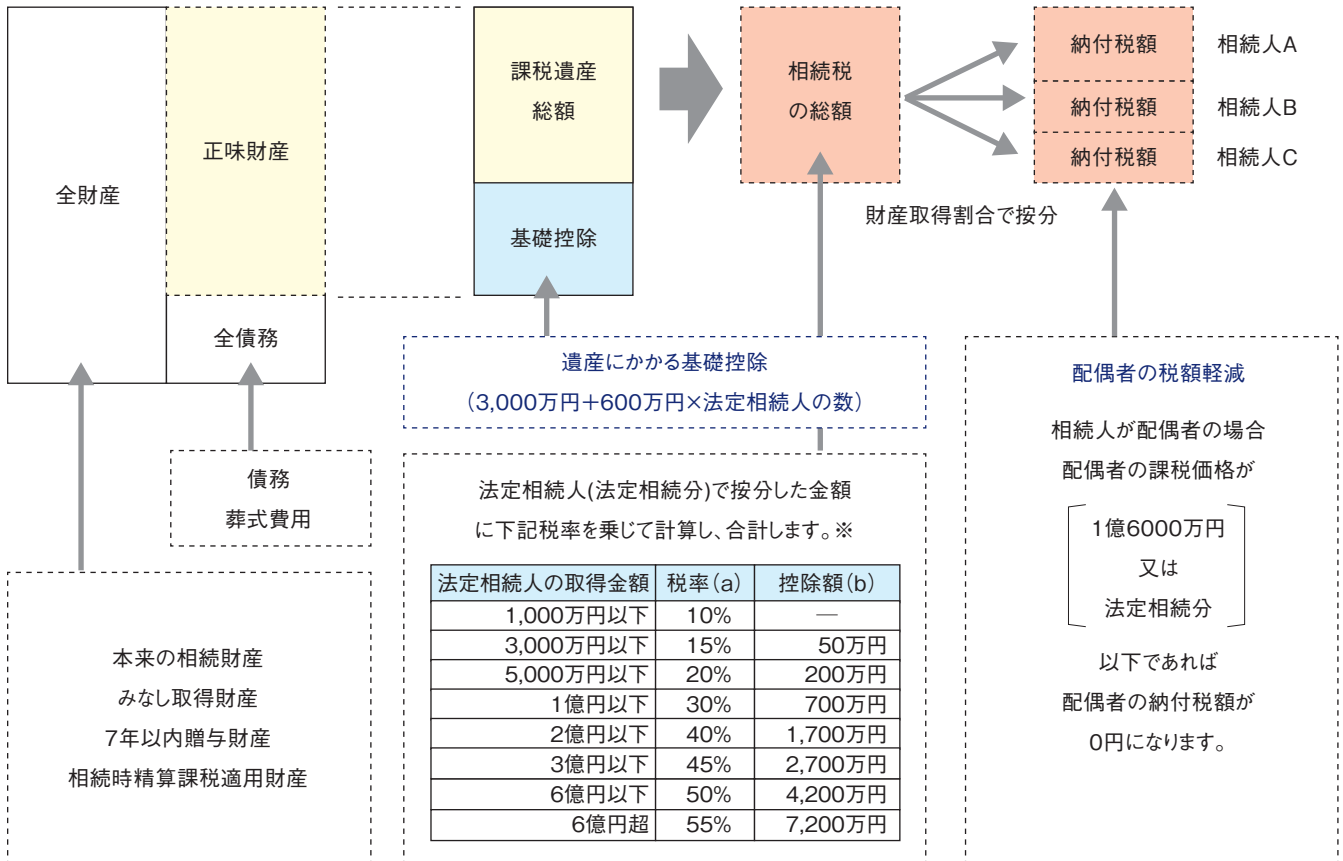 全財産
正味財産
全債務
債務
葬式費用
本来の相続財産
みなし取得財産
7年以内贈与財産
相続時精算課税適用財産
課税遺産
総額
基礎控除
遺産にかかる基礎控除
（3,000万円＋600万円×法定相続人の数）
相続税
の総額
法定相続人(法定相続分)で按分した金額
に下記税率を乗じて計算し、合計します。※
法定相続人の取得金額 税率（a） 控除額（b）
1,000万円以下 10% —
3,000万円以下 15% 50万円
5,000万円以下 20% 200万円
1億円以下 30% 700万円
2億円以下 40% 1,700万円
3億円以下 45% 2,700万円
6億円以下 50% 4,200万円
6億円超 55% 7,200万円
財産取得割合で按分
納付税額 相続人A
納付税額 相続人B
納付税額 相続人C
配偶者の税額軽減
相続人が配偶者の場合
配偶者の課税価格が
1億6000万円
又は
法定相続分
以下であれば
配偶者の納付税額が
0円になります。